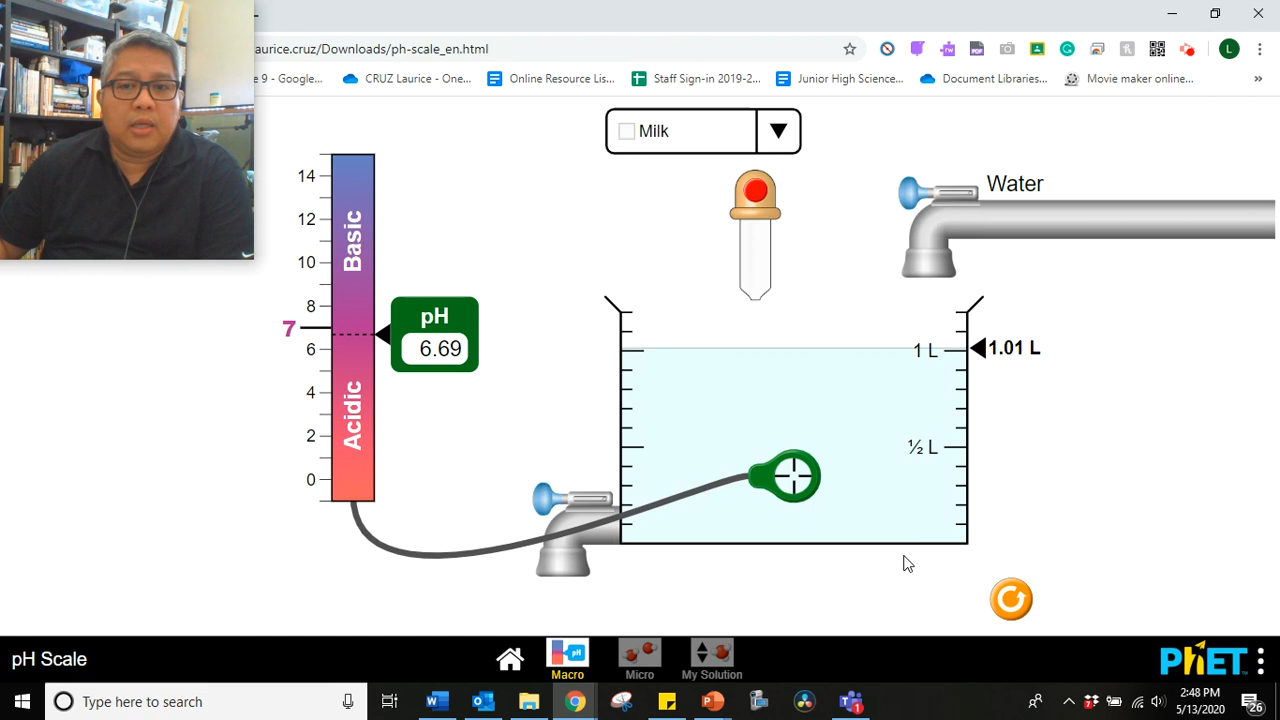 aurice.cruz/Downloads/ph-scale_en.html
L
e 9 - Google...
CRUZ Laurice - One...
Online Resource Lis...
Staff Sign-in 2019-2...
Junior High Science...
Document Libraries...
Movie maker online...
»
Milk
Water
14
12
10
8
7
6
4
2
0
Basic
Acidic
pH
6.69
1 L
1.01 L
½ L
pH Scale
Macro
Micro
My Solution
pH
PhET
Type here to search
2:48 PM
5/13/2020
26
1